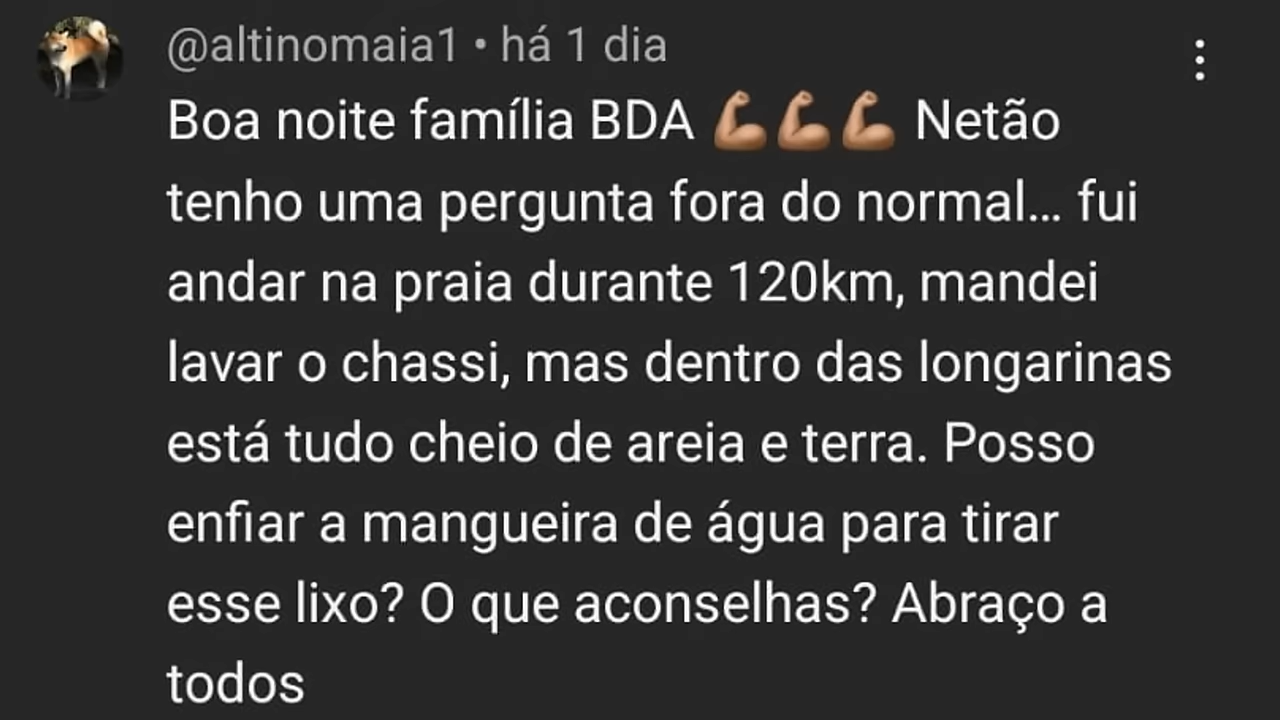 @altinomaia1 • há 1 dia
Boa noite família BDA 💪🏽💪🏽💪🏽 Netão
tenho uma pergunta fora do normal... fui
andar na praia durante 120km, mandei
lavar o chassi, mas dentro das longarinas
está tudo cheio de areia e terra. Posso
enfiar a mangueira de água para tirar
esse lixo? O que aconselhas? Abraço a
todos